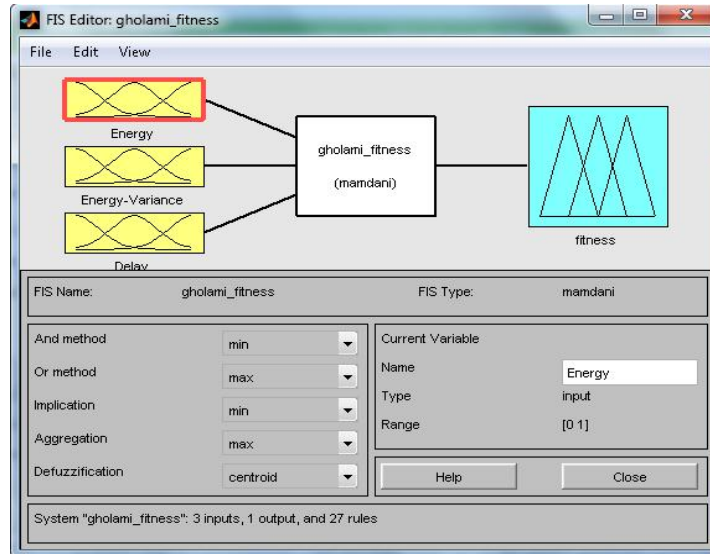 FIS Editor: gholami_fitness
File Edit View
Energy
Energy-Variance
Delay
gholami_fitness
(mamdani)
fitness
FIS Name: gholami_fitness FIS Type: mamdani
And method min
Or method max
Implication min
Aggregation max
Defuzzification centroid
Current Variable
Name Energy
Type input
Range [0 1]
Help Close
System "gholami_fitness": 3 inputs, 1 output, and 27 rules